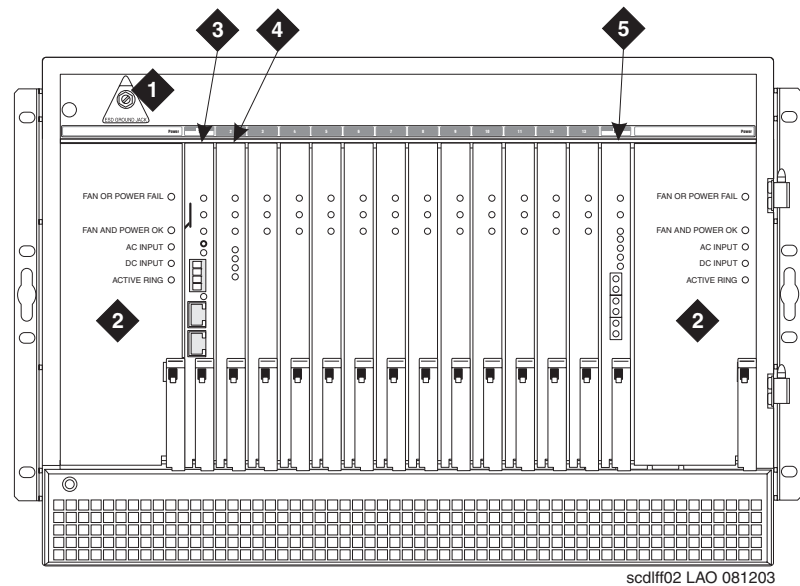 3 4 5
1
ESD GROUND JACK
Power 2 3 4 5 6 7 8 9 10 11 12 13 Power
FAN OR POWER FAIL FAN OR POWER FAIL
FAN AND POWER OK FAN AND POWER OK
AC INPUT AC INPUT
DC INPUT DC INPUT
ACTIVE RING ACTIVE RING
2 2
scdlff02 LAO 081203